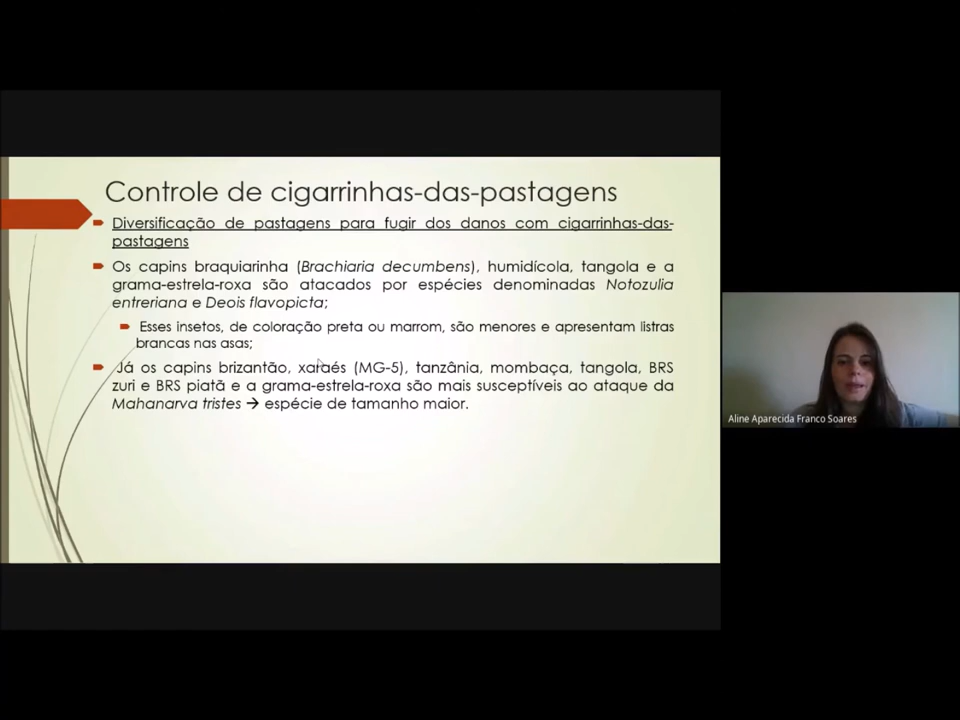 Controle de cigarrinhas-das-pastagens
Diversificação de pastagens para fugir dos danos com cigarrinhas-das-
pastagens
Os capins braquiarinha (Brachiaria decumbens), humidícola, tangola e a
grama-estrela-roxa são atacados por espécies denominadas Notozulia
entreriana e Deois flavopicta;
Esses insetos, de coloração preta ou marrom, são menores e apresentam listras
brancas nas asas;
Já os capins brizantão, xaraés (MG-5), tanzânia, mombaça, tangola, BRS
zuri e BRS piatã e a grama-estrela-roxa são mais susceptíveis ao ataque da
Mahanarva tristes → espécie de tamanho maior.
Aline Aparecida Franco Soares